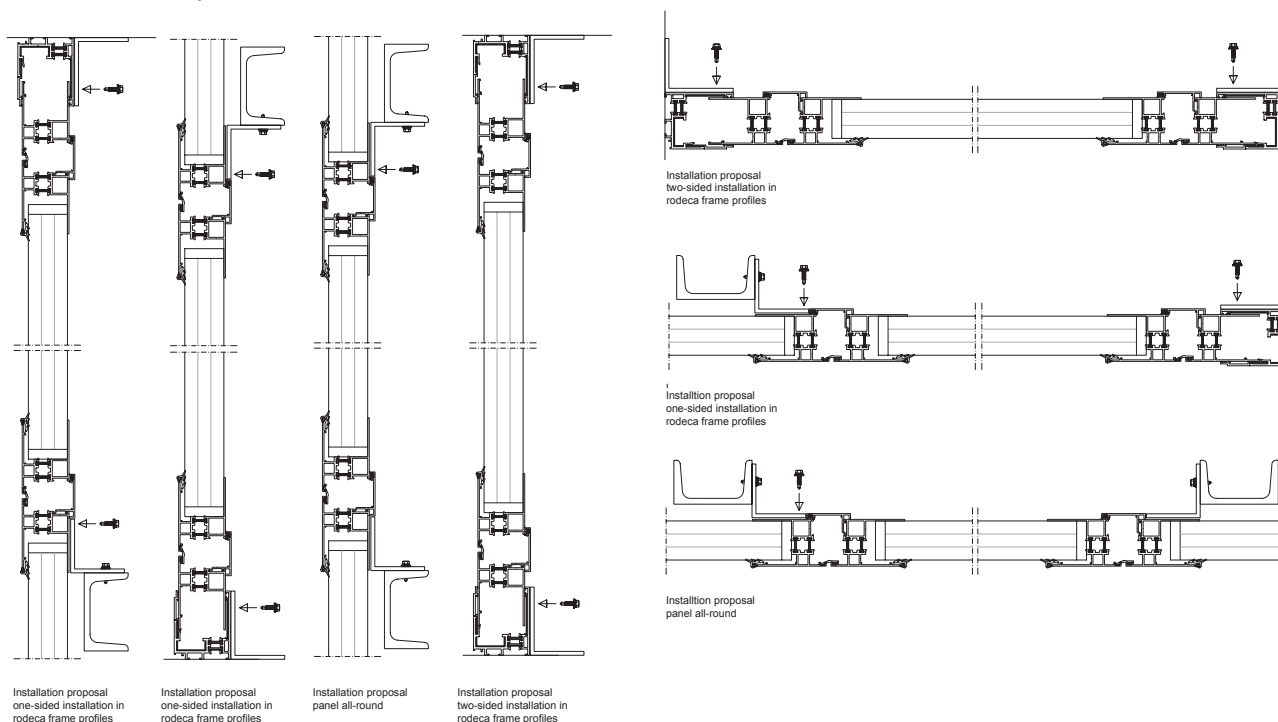 Installation proposal
two-sided installation in
rodeca frame profiles
Installtion proposal
one-sided installation in
rodeca frame profiles
Installtion proposal
panel all-round
Installation proposal
one-sided installation in
rodeca frame profiles
Installation proposal
one-sided installation in
rodeca frame profiles
Installation proposal
panel all-round
Installation proposal
two-sided installation in
rodeca frame profiles